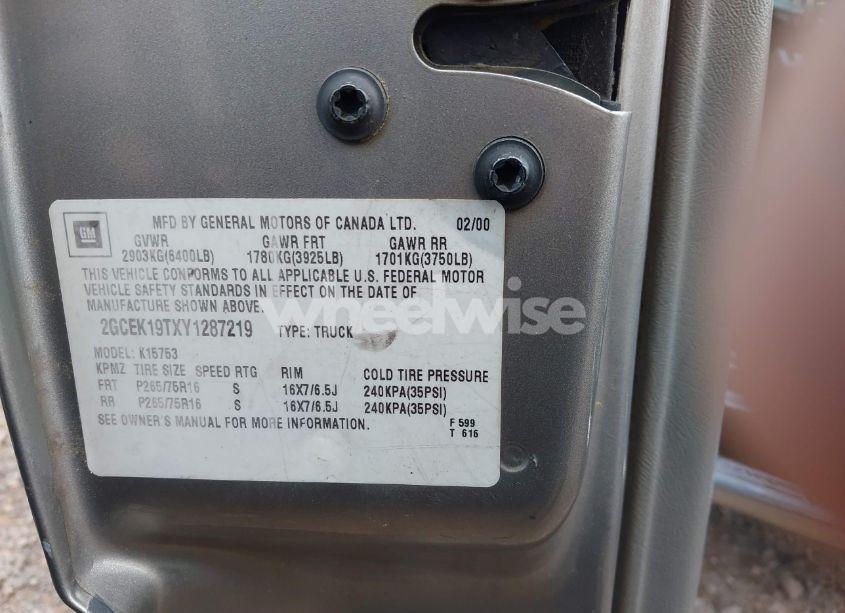 MFD BY GENERAL MOTORS OF CANADA LTD. 02/00
GM
GVWR GAWR FRT GAWR RR
2903KG(6400LB) 1780KG(3925LB) 1701KG(3750LB)
THIS VEHICLE CONFORMS TO ALL APPLICABLE U.S. FEDERAL MOTOR
VEHICLE SAFETY STANDARDS IN EFFECT ON THE DATE OF
MANUFACTURE SHOWN ABOVE.
2GCEK19TXY1287219 TYPE: TRUCK
MODEL: K15753
KPMZ TIRE SIZE SPEED RTG RIM COLD TIRE PRESSURE
FRT P265/75R16 S 16X7/6.5J 240KPA(35PSI)
RR P265/75R16 S 16X7/6.5J 240KPA(35PSI)
SEE OWNER'S MANUAL FOR MORE INFORMATION.
F 599
T 616
wheelwise